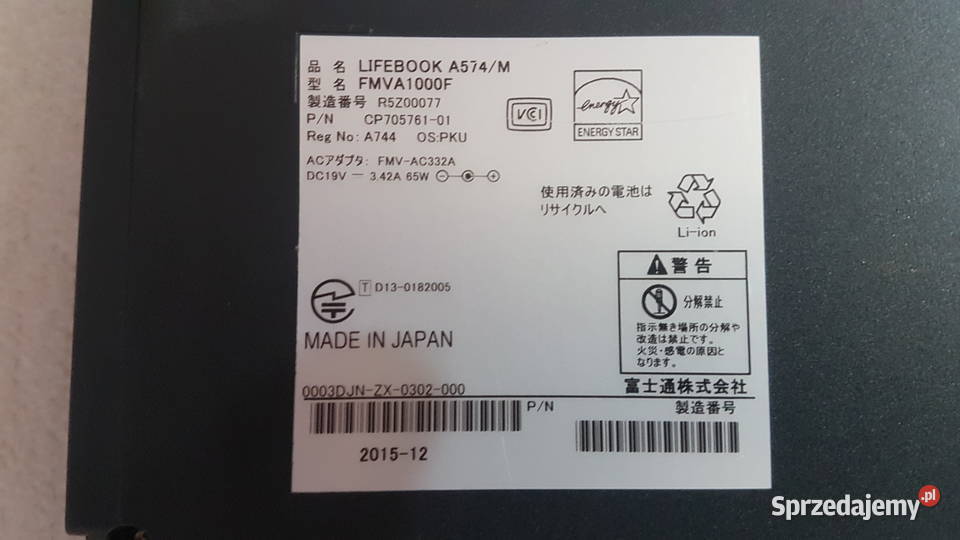 品 名 LIFEBOOK A574/M
型 名 FMVA1000F
製造番号 R5Z00077
P/N CP705761-01
Reg No: A744 OS:PKU
VCI
energy
ENERGY STAR
ACアダプタ: FMV-AC332A
DC19V ⎓ 3.42A 65W
使用済みの電池は
リサイクルへ
Li-ion
警告
分解禁止
指示無き場所の分解や
改造は禁止です。
火災・感電の原因と
なります。
T D13-0182005
MADE IN JAPAN
富士通株式会社
0003DJN-ZX-0302-000
P/N
製造番号
2015-12
Sprzedajemy.pl